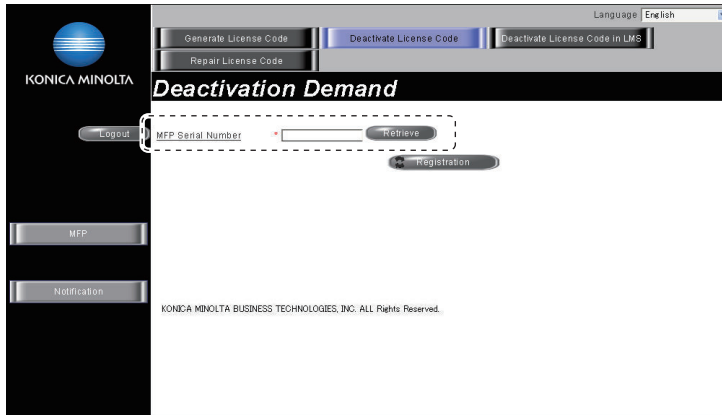 Language English
Generate License Code Deactivate License Code Deactivate License Code in LMS
Repair License Code
KONICA MINOLTA
Deactivation Demand
Logout MFP Serial Number * Retrieve
Registration
MFP
Notification
KONICA MINOLTA BUSINESS TECHNOLOGIES, INC. ALL Rights Reserved.